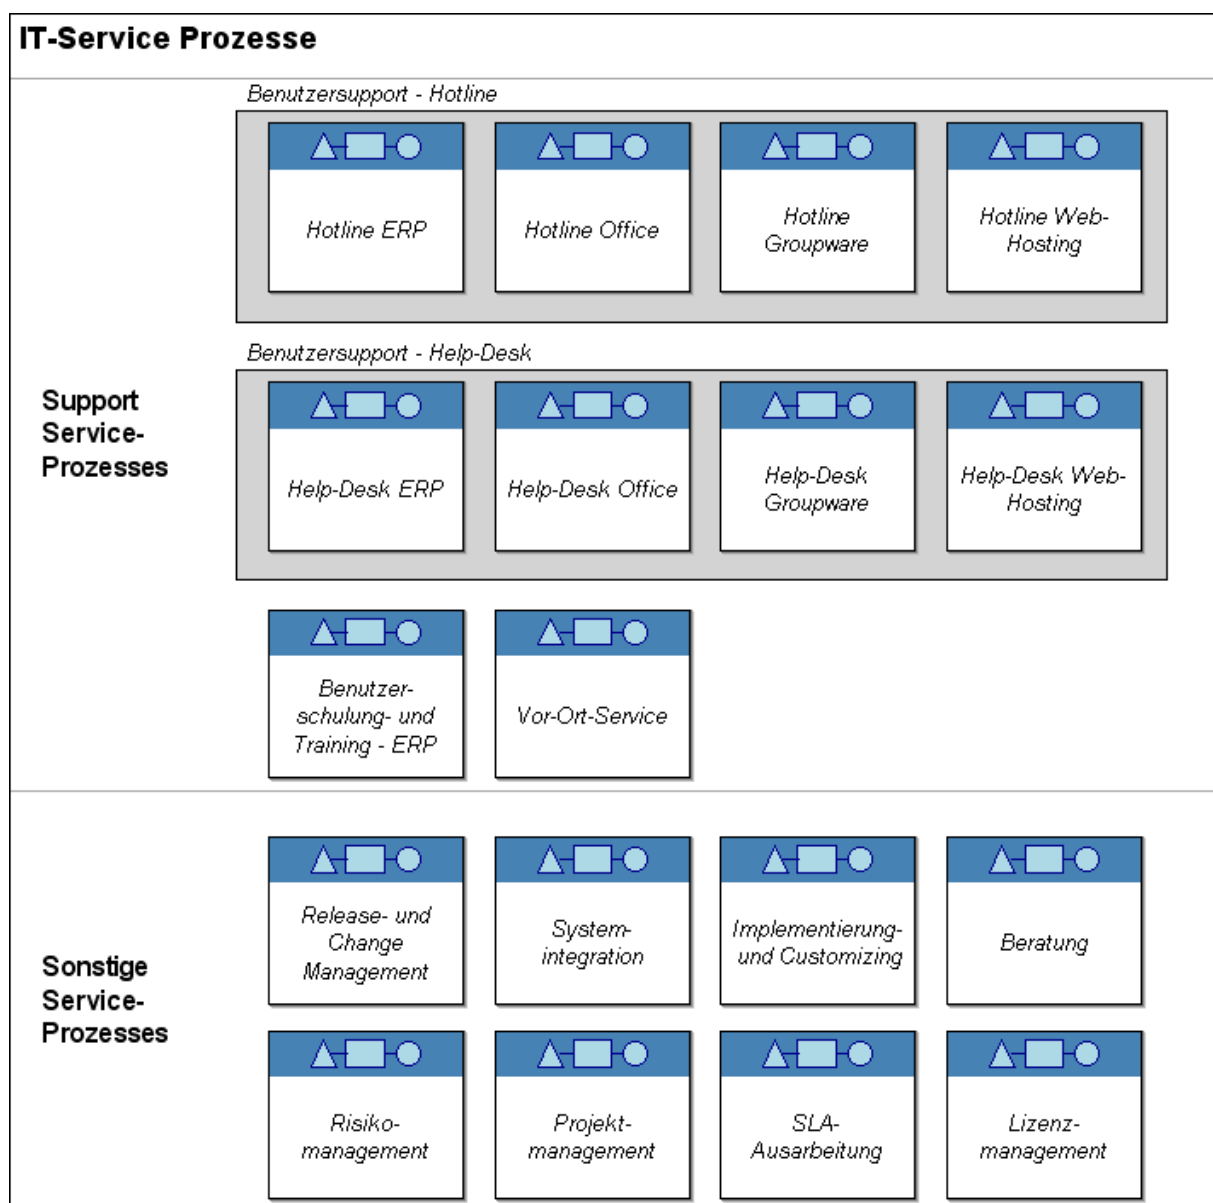 IT-Service Prozesse
Benutzersupport - Hotline
Hotline ERP
Hotline Office
Hotline
Groupware
Hotline Web-
Hosting
Benutzersupport - Help-Desk
Support
Service-
Prozesses
Help-Desk ERP
Help-Desk Office
Help-Desk
Groupware
Help-Desk Web-
Hosting
Benutzer-
schulung- und
Training - ERP
Vor-Ort-Service
Sonstige
Service-
Prozesses
Release- und
Change
Management
System-
integration
Implementierung-
und Customizing
Beratung
Risiko-
management
Projekt-
management
SLA-
Ausarbeitung
Lizenz-
management